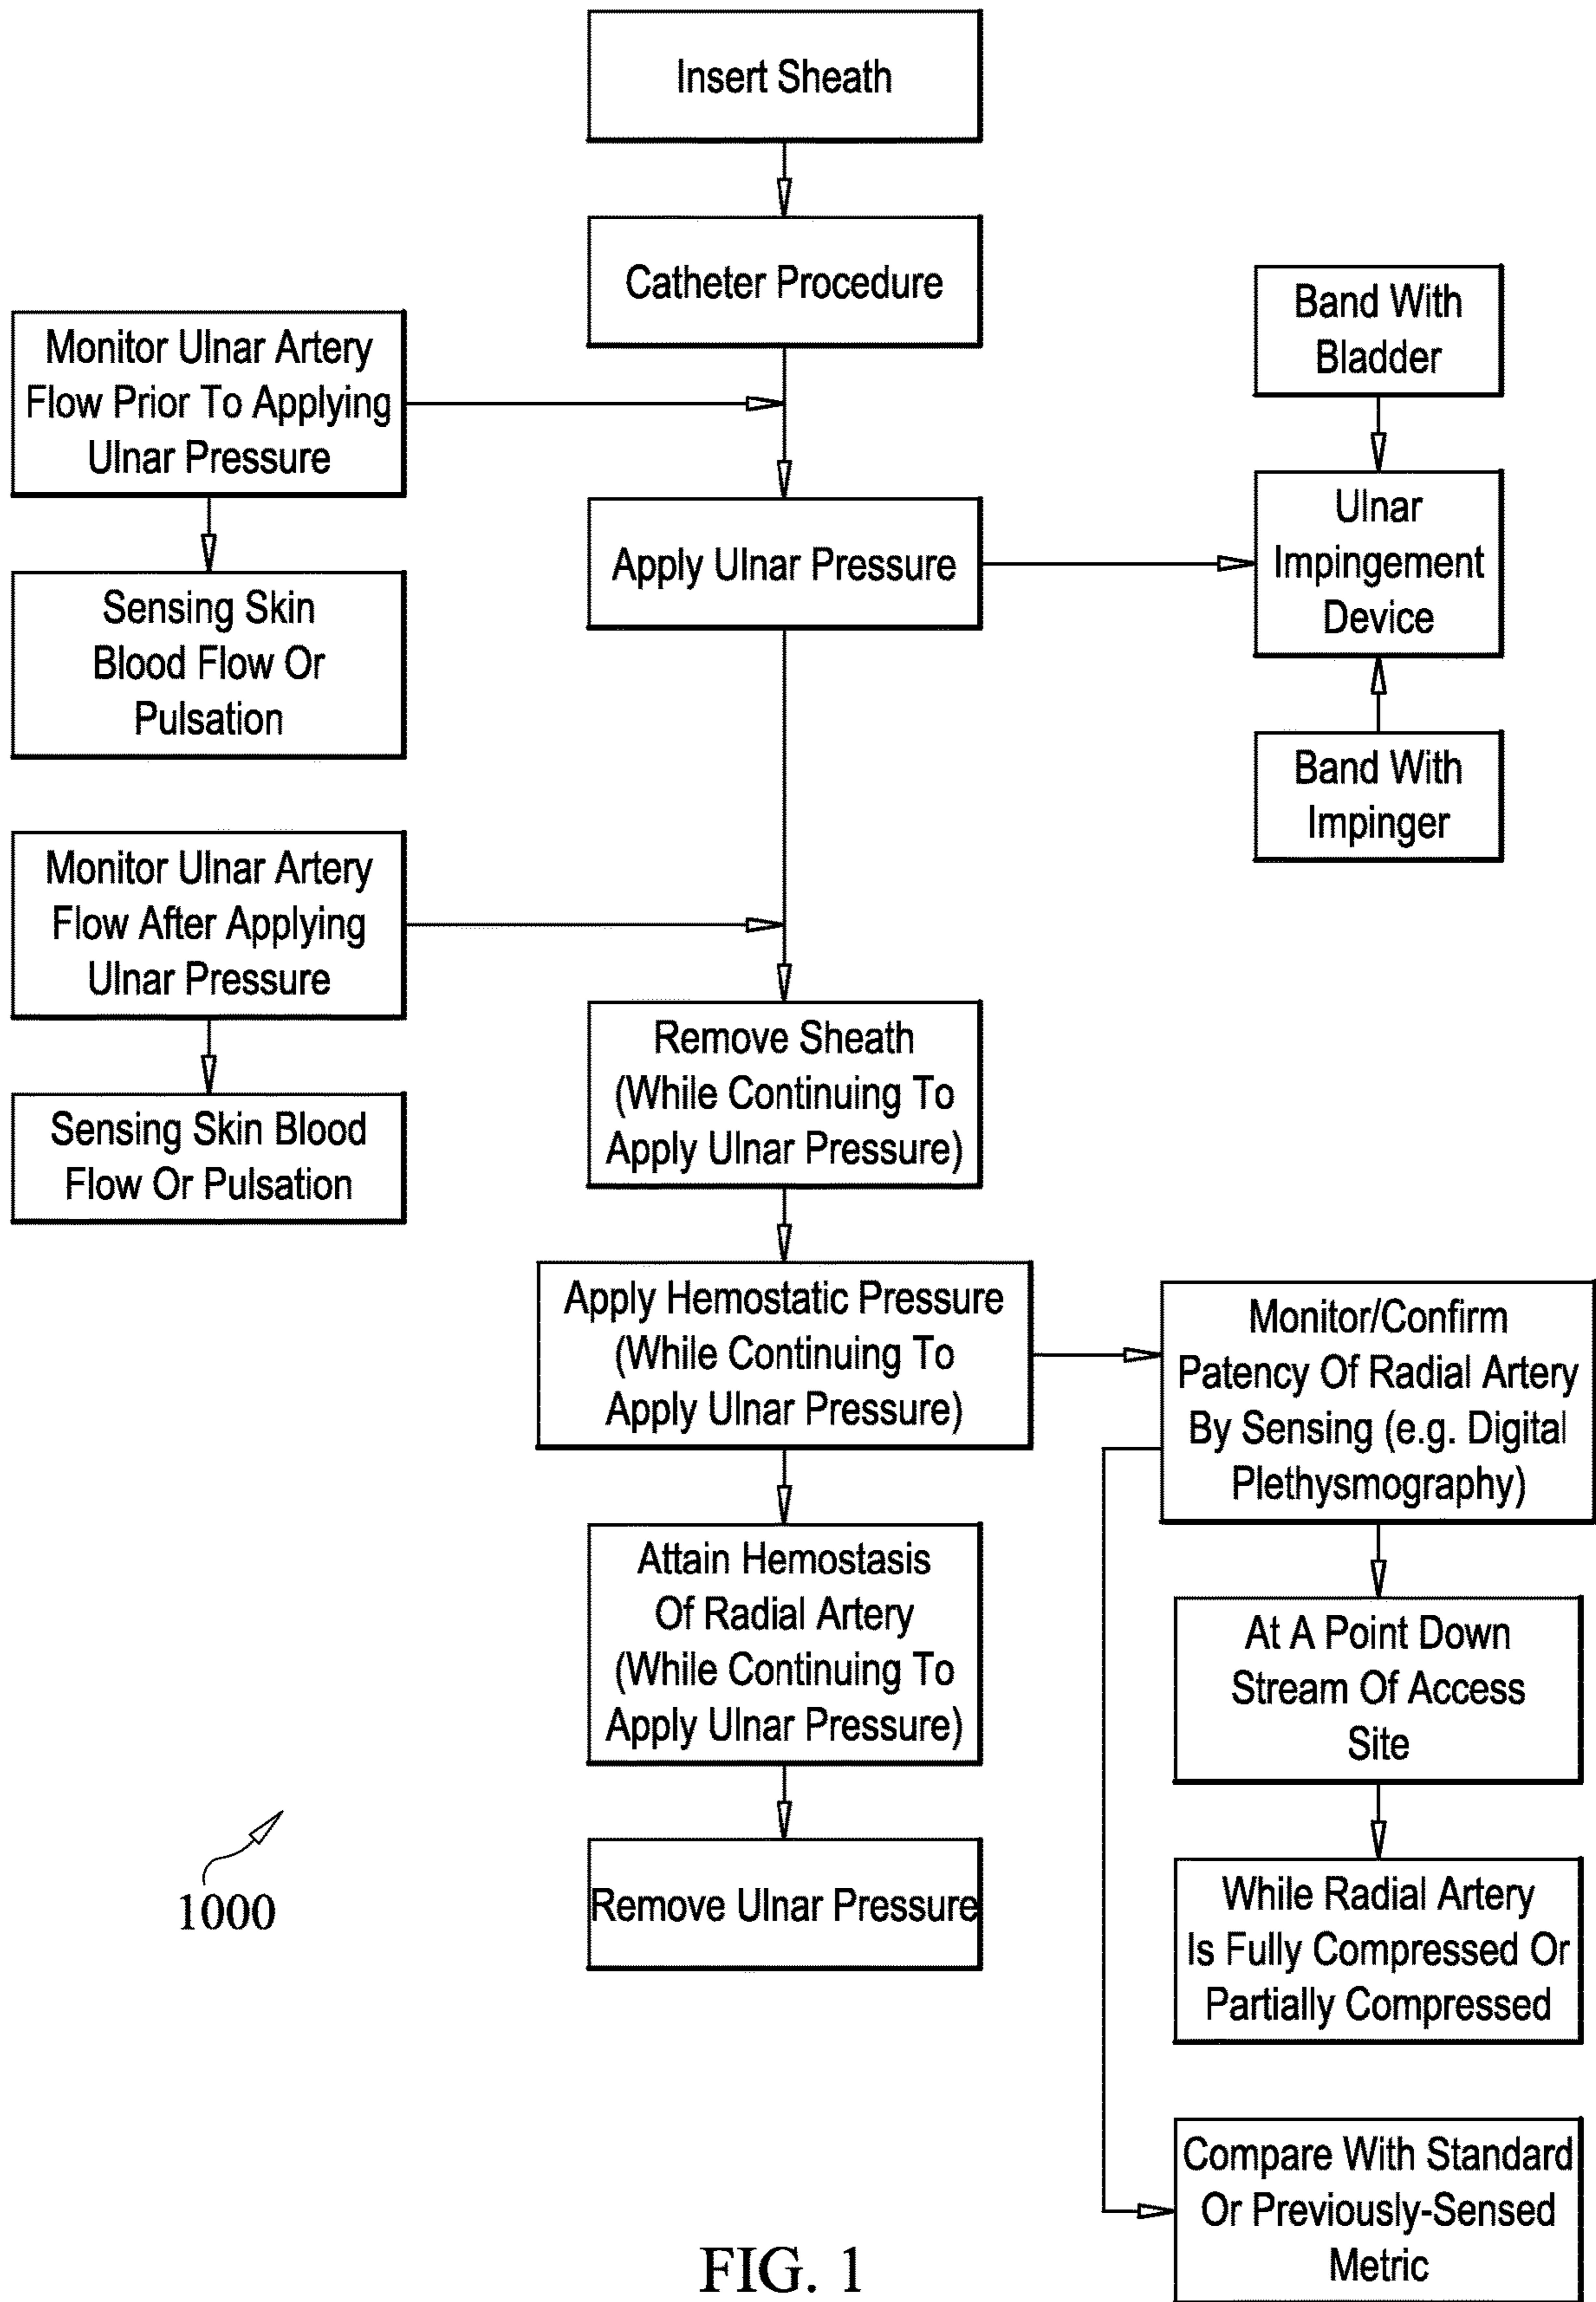 Insert Sheath
Catheter Procedure
Monitor Ulnar Artery
Flow Prior To Applying
Ulnar Pressure
Sensing Skin
Blood Flow Or
Pulsation
Apply Ulnar Pressure
Band With
Bladder
Ulnar
Impingement
Device
Band With
Impinger
Monitor Ulnar Artery
Flow After Applying
Ulnar Pressure
Sensing Skin Blood
Flow Or Pulsation
Remove Sheath
(While Continuing To
Apply Ulnar Pressure)
Apply Hemostatic Pressure
(While Continuing To
Apply Ulnar Pressure)
Monitor/Confirm
Patency Of Radial Artery
By Sensing (e.g. Digital
Plethysmography)
Attain Hemostasis
Of Radial Artery
(While Continuing To
Apply Ulnar Pressure)
At A Point Down
Stream Of Access
Site
Remove Ulnar Pressure
While Radial Artery
Is Fully Compressed Or
Partially Compressed
Compare With Standard
Or Previously-Sensed
Metric
1000
FIG. 1